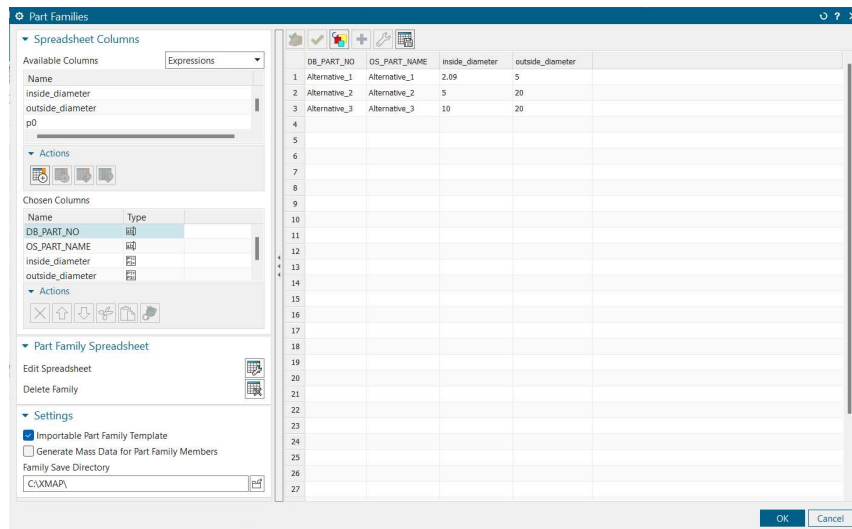 Part Families
Spreadsheet Columns
Available Columns Expressions
Name
inside_diameter
outside_diameter
p0
Actions
Chosen Columns
Name Type
DB_PART_NO
OS_PART_NAME
inside_diameter
outside_diameter
Actions
Part Family Spreadsheet
Edit Spreadsheet
Delete Family
Settings
Importable Part Family Template
Generate Mass Data for Part Family Members
Family Save Directory
C:\XMAP\
DB_PART_NO OS_PART_NAME inside_diameter outside_diameter
1 Alternative_1 Alternative_1 2.09 5
2 Alternative_2 Alternative_2 5 20
3 Alternative_3 Alternative_3 10 20
4
5
6
7
8
9
10
11
12
13
14
15
16
17
18
19
20
21
22
23
24
25
26
27
OK Cancel